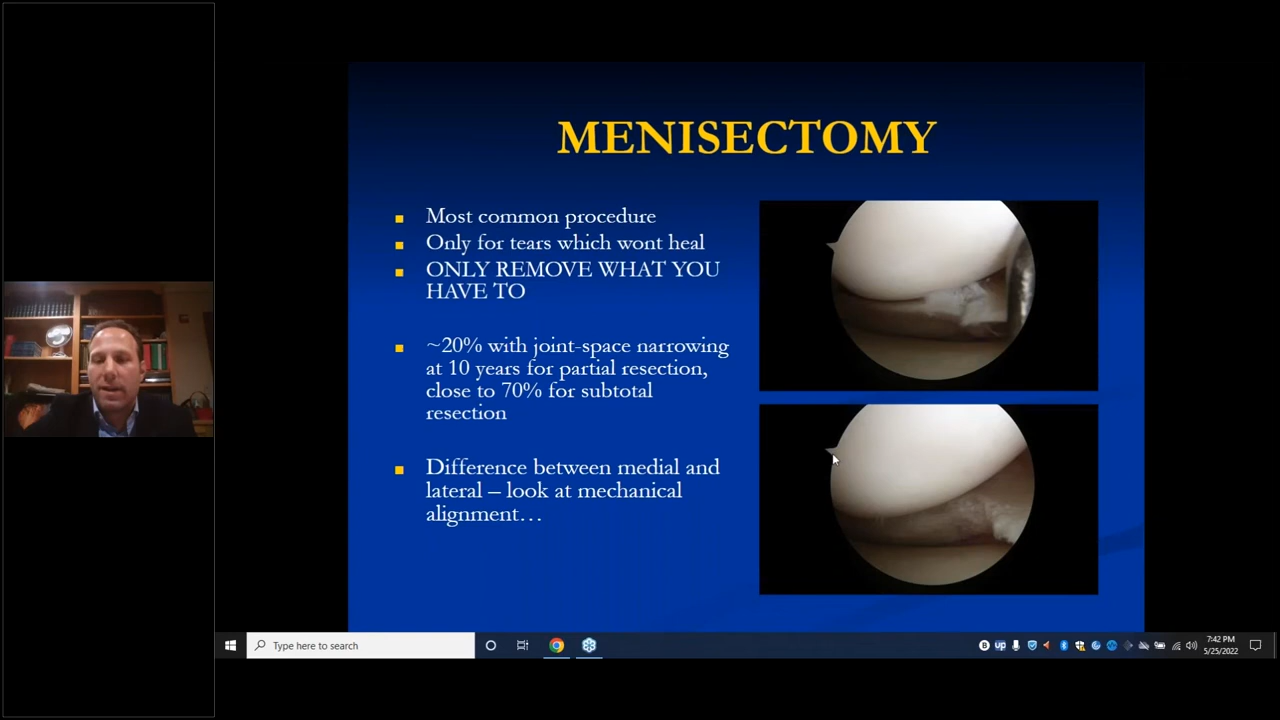 MENISECTOMY
Most common procedure
Only for tears which wont heal
ONLY REMOVE WHAT YOU
HAVE TO
~20% with joint-space narrowing
at 10 years for partial resection,
close to 70% for subtotal
resection
Difference between medial and
lateral – look at mechanical
alignment…
Type here to search
B
up
7:42 PM
5/25/2022